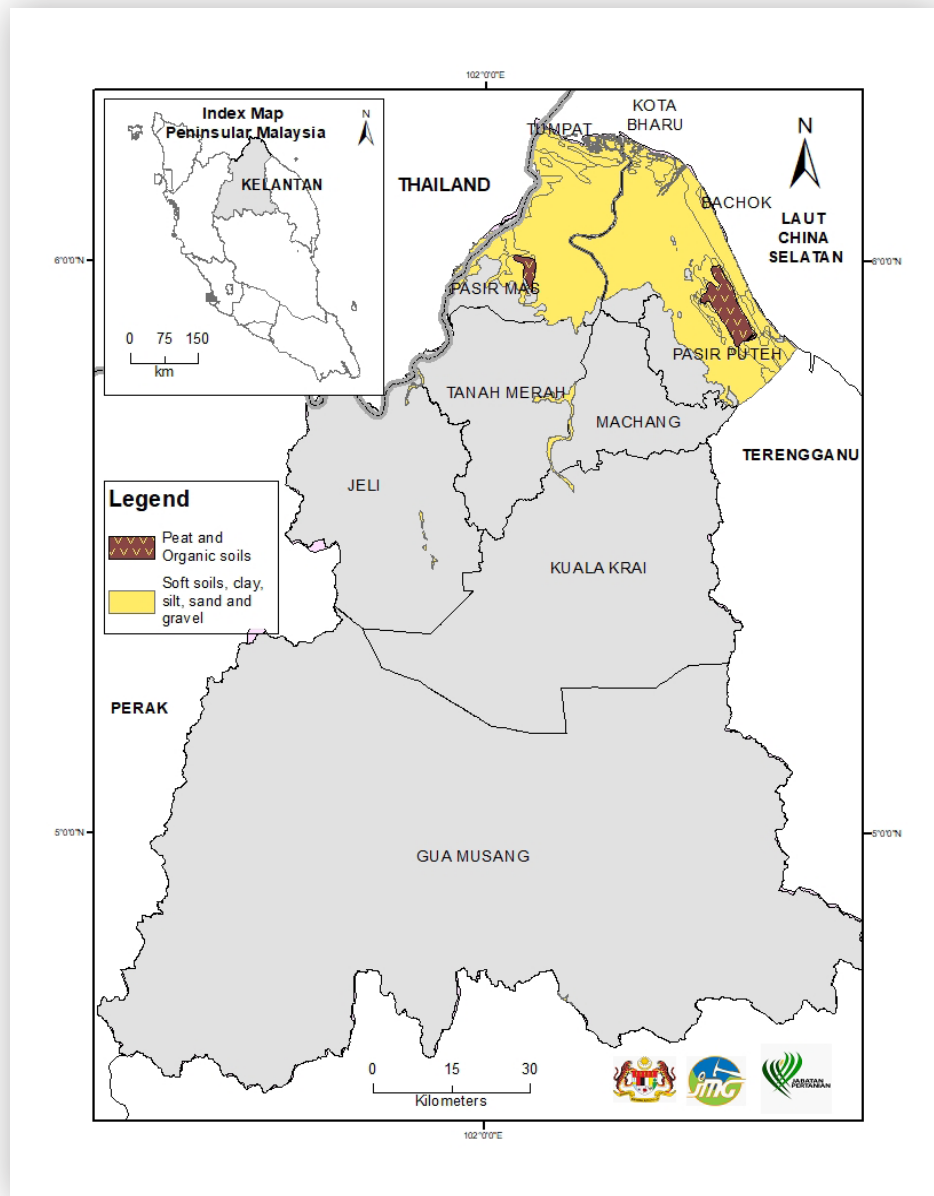 102°0'0"E
Index Map
Peninsular Malaysia
N
KELANTAN
0 75 150
km
THAILAND
TUMPAT
KOTA
BHARU
N
BACHOK
LAUT
CHINA
SELATAN
6°0'0"N
6°0'0"N
PASIR MAS
PASIR PUTEH
TANAH MERAH
MACHANG
TERENGGANU
JELI
Legend
Peat and
Organic soils
Soft soils, clay,
silt, sand and
gravel
KUALA KRAI
PERAK
5°0'0"N
5°0'0"N
GUA MUSANG
0 15 30
Kilometers
jmg
JABATAN
PERTANIAN
102°0'0"E